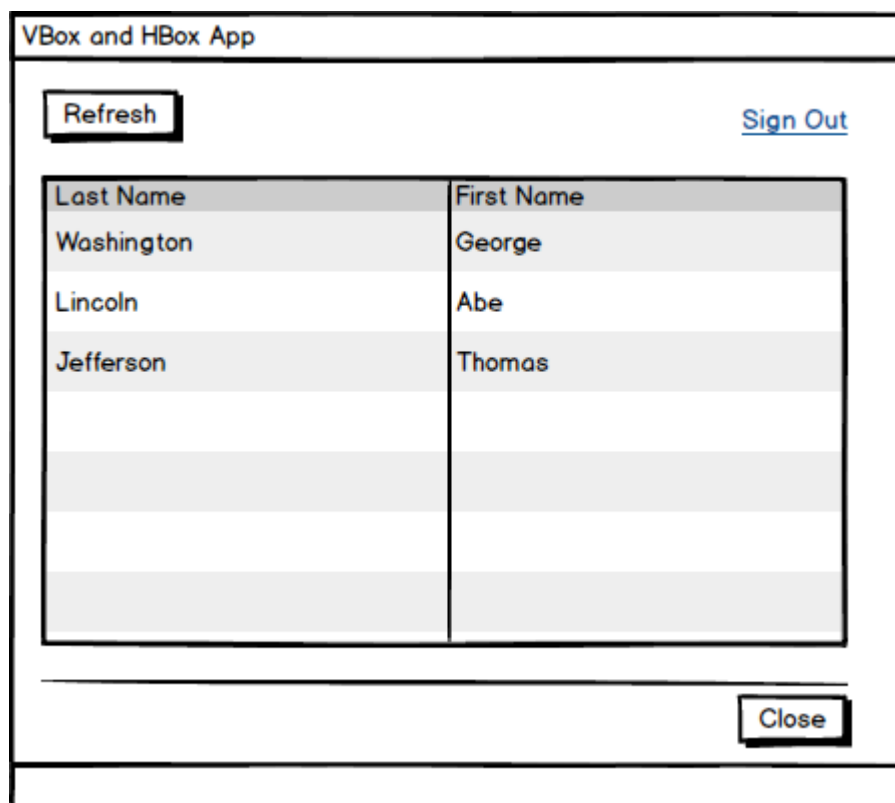 VBox and HBox App
Refresh
Sign Out
Last Name First Name
Washington George
Lincoln Abe
Jefferson Thomas
Close